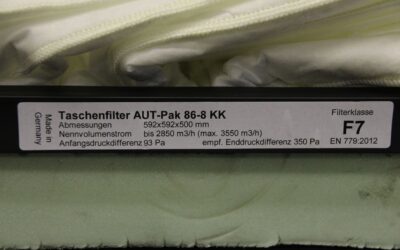 Made in
Germany
Taschenfilter AUT-Pak 86-8 KK
Abmessungen 592x592x500 mm
Nennvolumenstrom bis 2850 m3/h (max. 3550 m3/h)
Anfangsdruckdifferenz 93 Pa empf. Enddruckdifferenz 350 Pa
Filterklasse
F7
EN 779:2012